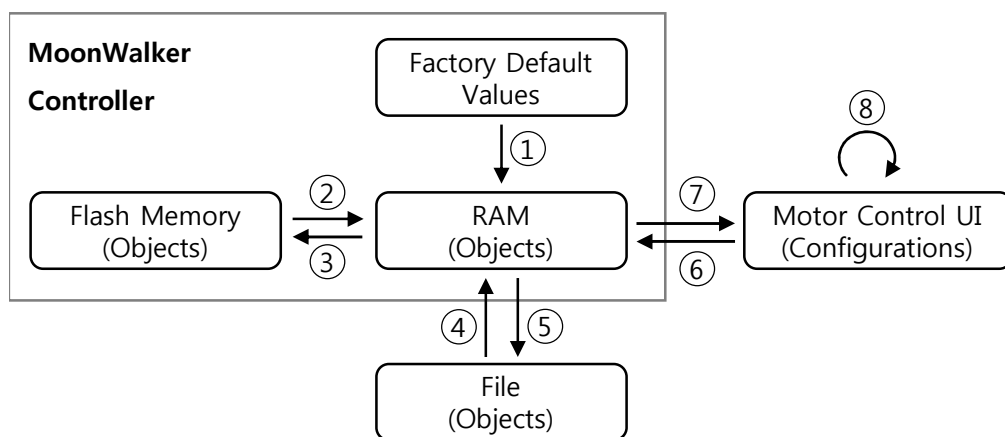 MoonWalker
Controller
Factory Default
Values
①
⑧
②
⑦
Flash Memory
(Objects)
RAM
(Objects)
Motor Control UI
(Configurations)
③
⑥
④
⑤
File
(Objects)